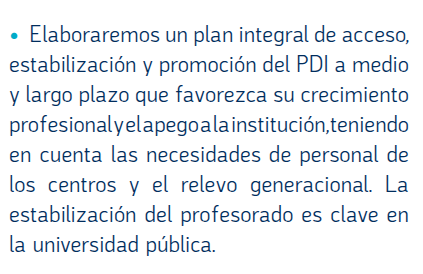 • Elaboraremos un plan integral de acceso,
estabilización y promoción del PDI a medio
y largo plazo que favorezca su crecimiento
profesional y el apego a la institución, teniendo
en cuenta las necesidades de personal de
los centros y el relevo generacional. La
estabilización del profesorado es clave en
la universidad pública.